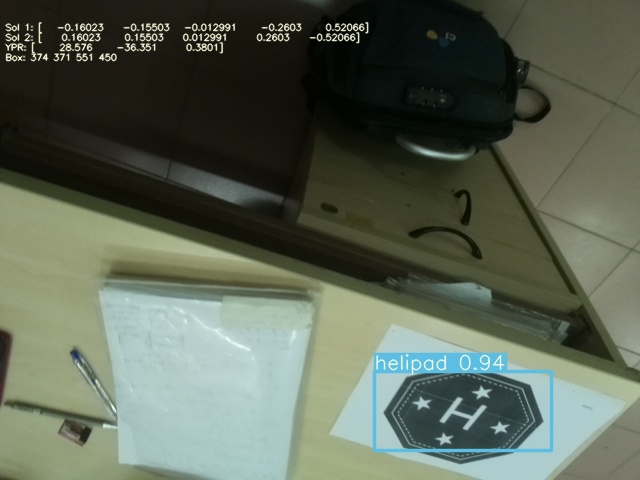 Sol 1: [ -0.16023 -0.15503 -0.012991 -0.2603 0.52066]
Sol 2: [ 0.16023 0.15503 0.012991 0.2603 -0.52066]
YPR: [ 28.576 -36.351 0.3801]
Box: 374 371 551 450
helipad 0.94
H